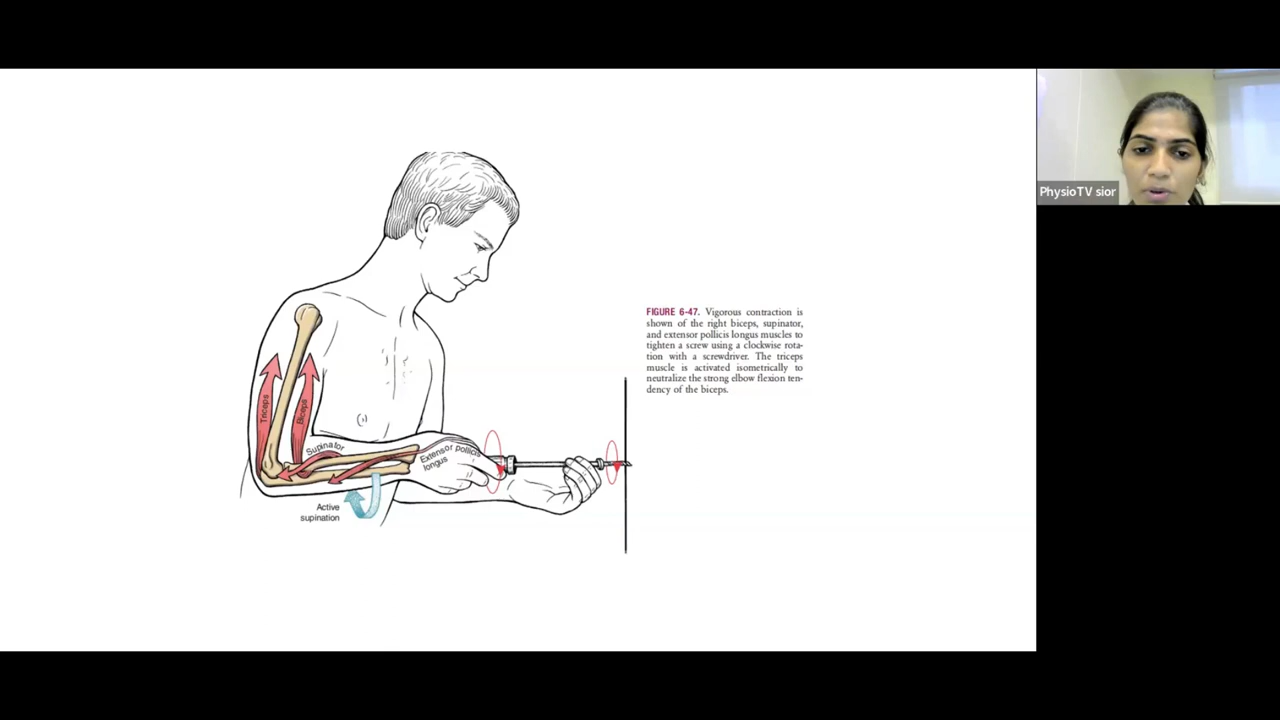 Triceps
Biceps
Supinator
Extensor pollicis
longus
Active
supination
FIGURE 6-47. Vigorous contraction is
shown of the right biceps, supinator,
and extensor pollicis longus muscles to
tighten a screw using a clockwise rota-
tion with a screwdriver. The triceps
muscle is activated isometrically to
neutralize the strong elbow flexion ten-
dency of the biceps.
PhysioTV sior